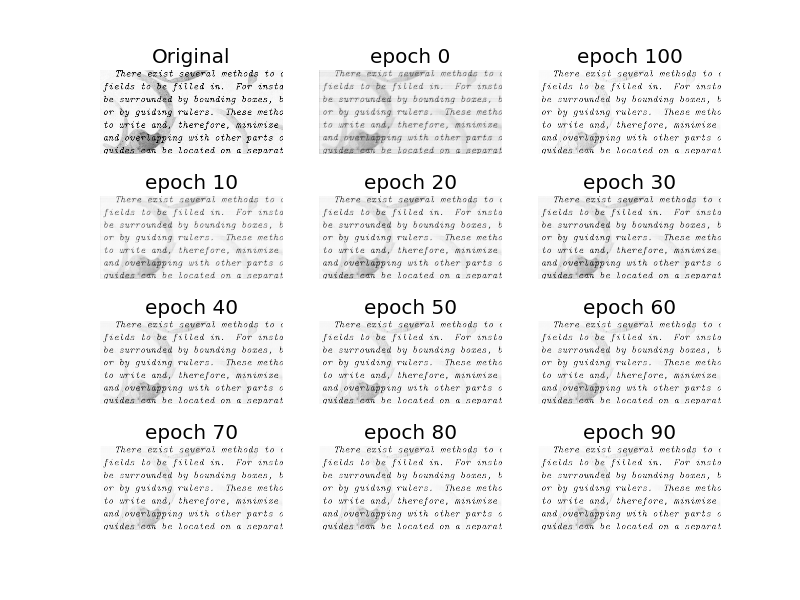 Original
There exist several methods to
fields to be filled in. For insta
be surrounded by bounding boxes, b
or by guiding rulers. These metho
to write and, therefore, minimize
and overlapping with other parts o
guides can be located on a separat
epoch 0
There exist several methods to
fields to be filled in. For insta
be surrounded by bounding boxes, b
or by guiding rulers. These metho
to write and, therefore, minimize
and overlapping with other parts o
guides can be located on a separat
epoch 100
There exist several methods to
fields to be filled in. For insta
be surrounded by bounding boxes, b
or by guiding rulers. These metho
to write and, therefore, minimize
and overlapping with other parts o
guides can be located on a separat
epoch 10
There exist several methods to
fields to be filled in. For insta
be surrounded by bounding boxes, b
or by guiding rulers. These metho
to write and, therefore, minimize
and overlapping with other parts o
guides can be located on a separat
epoch 20
There exist several methods to
fields to be filled in. For insta
be surrounded by bounding boxes, b
or by guiding rulers. These metho
to write and, therefore, minimize
and overlapping with other parts o
guides can be located on a separat
epoch 30
There exist several methods to
fields to be filled in. For insta
be surrounded by bounding boxes, b
or by guiding rulers. These metho
to write and, therefore, minimize
and overlapping with other parts o
guides can be located on a separat
epoch 40
There exist several methods to
fields to be filled in. For insta
be surrounded by bounding boxes, b
or by guiding rulers. These metho
to write and, therefore, minimize
and overlapping with other parts o
guides can be located on a separat
epoch 50
There exist several methods to
fields to be filled in. For insta
be surrounded by bounding boxes, b
or by guiding rulers. These metho
to write and, therefore, minimize
and overlapping with other parts o
guides can be located on a separat
epoch 60
There exist several methods to
fields to be filled in. For insta
be surrounded by bounding boxes, b
or by guiding rulers. These metho
to write and, therefore, minimize
and overlapping with other parts o
guides can be located on a separat
epoch 70
There exist several methods to
fields to be filled in. For insta
be surrounded by bounding boxes, b
or by guiding rulers. These metho
to write and, therefore, minimize
and overlapping with other parts o
guides can be located on a separat
epoch 80
There exist several methods to
fields to be filled in. For insta
be surrounded by bounding boxes, b
or by guiding rulers. These metho
to write and, therefore, minimize
and overlapping with other parts o
guides can be located on a separat
epoch 90
There exist several methods to
fields to be filled in. For insta
be surrounded by bounding boxes, b
or by guiding rulers. These metho
to write and, therefore, minimize
and overlapping with other parts o
guides can be located on a separat